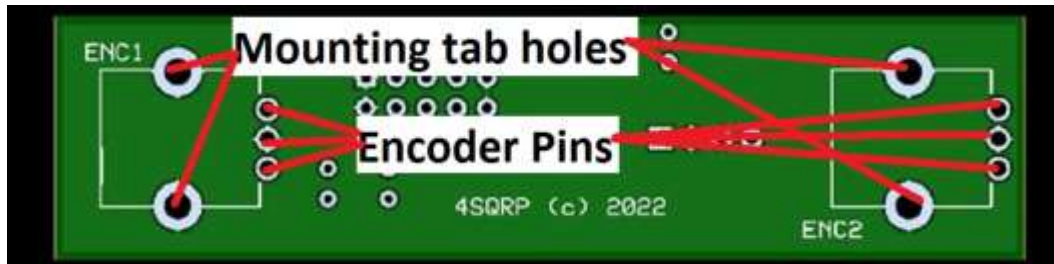 ENC1
Mounting tab holes
Encoder Pins
4SQRP (c) 2022
ENC2